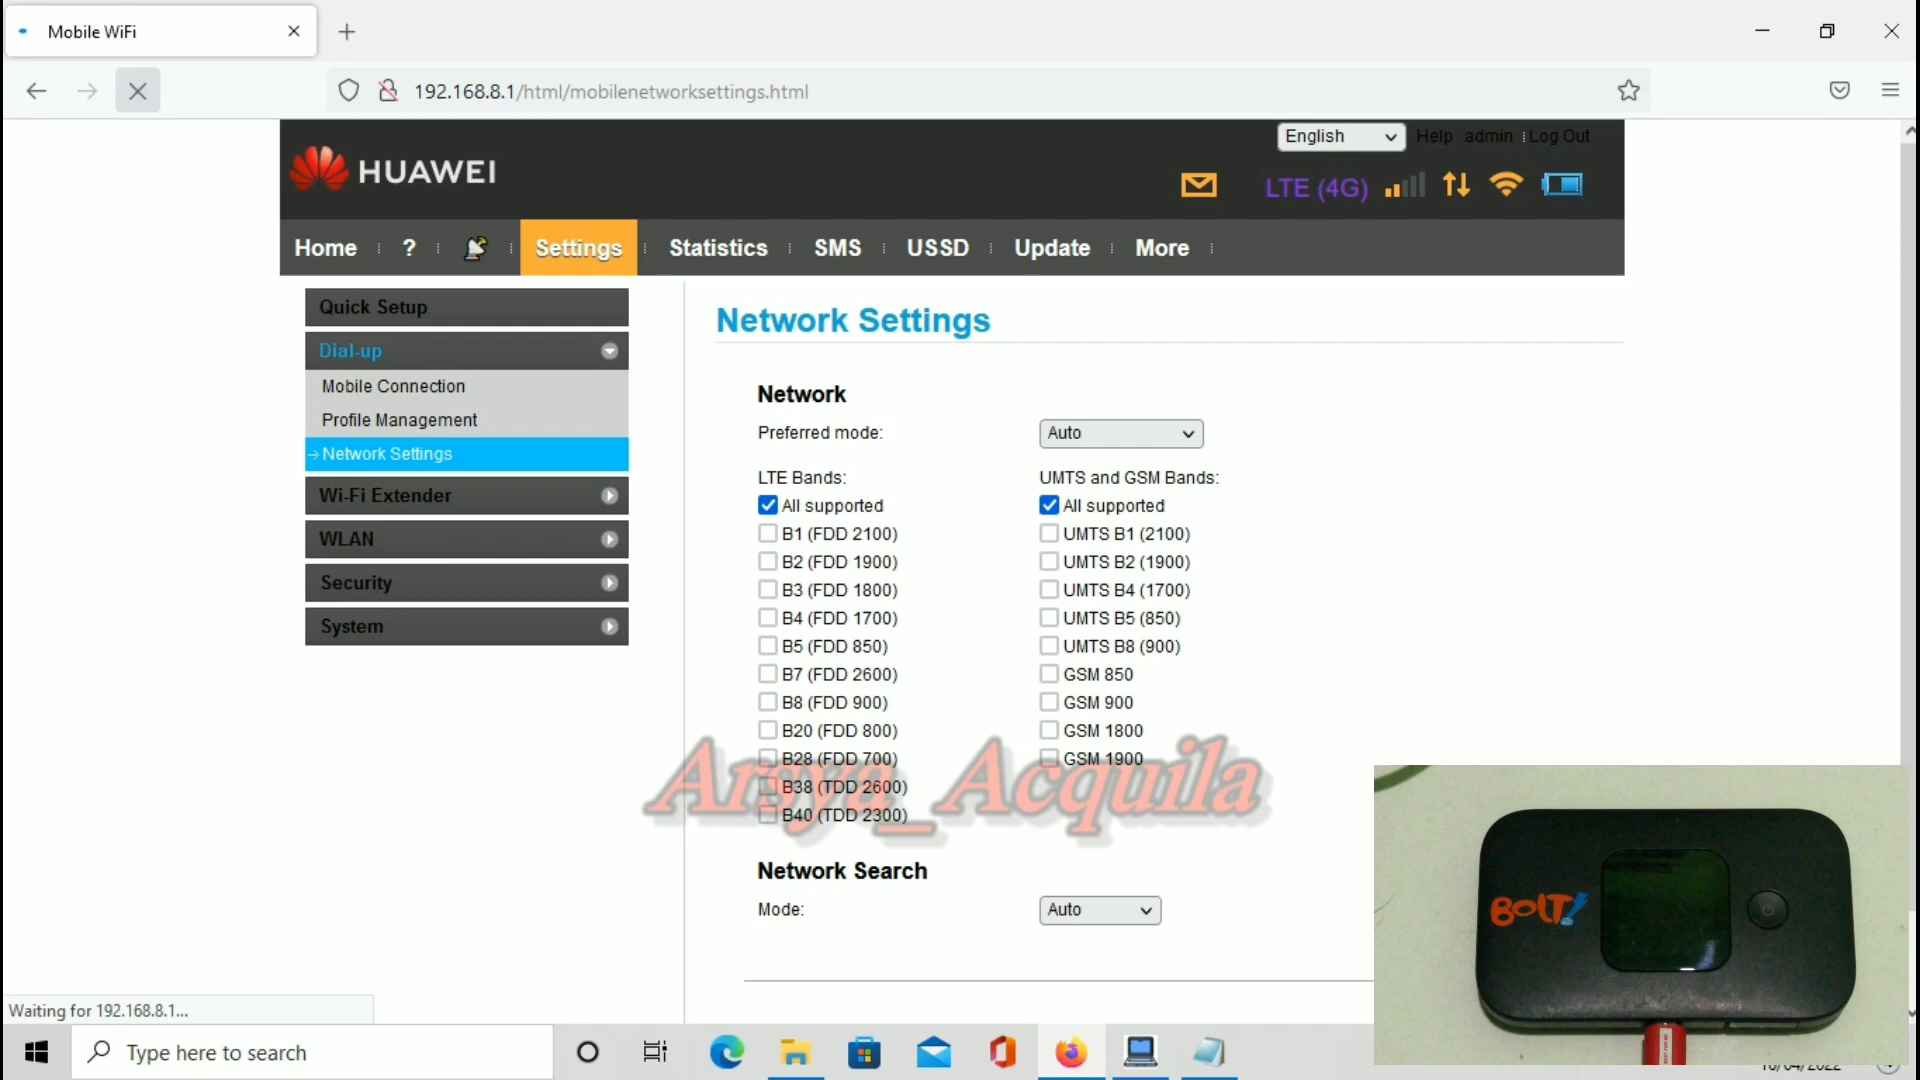 Mobile WiFi
192.168.8.1/html/mobilenetworksettings.html
English
Help admin Log Out
HUAWEI
LTE (4G)
Home ? Settings Statistics SMS USSD Update More
Quick Setup
Dial-up
Mobile Connection
Profile Management
→Network Settings
Wi-Fi Extender
WLAN
Security
System
Network Settings
Network
Preferred mode: Auto
LTE Bands: UMTS and GSM Bands:
All supported All supported
B1 (FDD 2100) UMTS B1 (2100)
B2 (FDD 1900) UMTS B2 (1900)
B3 (FDD 1800) UMTS B4 (1700)
B4 (FDD 1700) UMTS B5 (850)
B5 (FDD 850) UMTS B8 (900)
B7 (FDD 2600) GSM 850
B8 (FDD 900) GSM 900
B20 (FDD 800) GSM 1800
B28 (FDD 700) GSM 1900
B38 (TDD 2600)
B40 (TDD 2300)
Arsya_Acquila
Network Search
Mode: Auto
BOLT!
Waiting for 192.168.8.1...
Type here to search